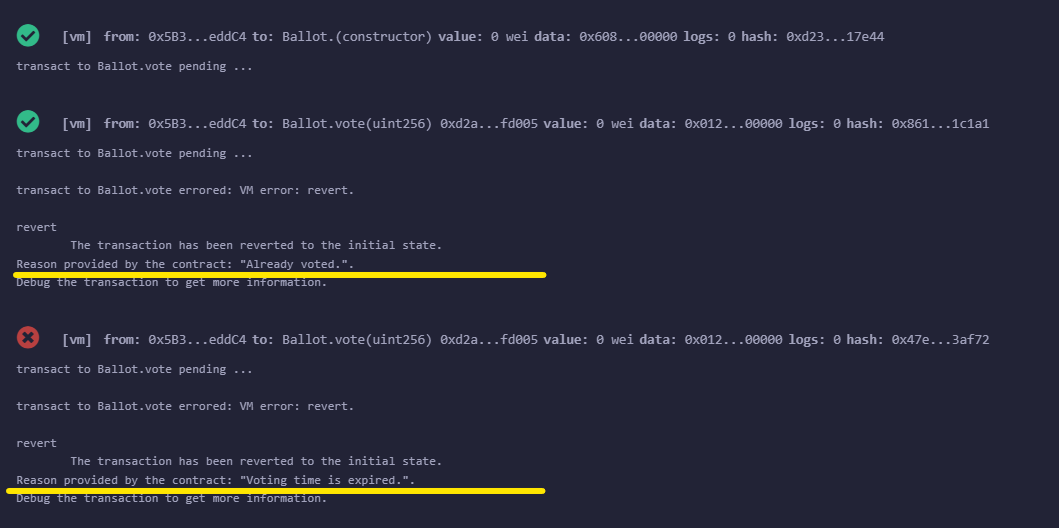 [vm] from: 0x5B3...eddC4 to: Ballot.(constructor) value: 0 wei data: 0x608...00000 logs: 0 hash: 0xd23...17e44
transact to Ballot.vote pending ...
[vm] from: 0x5B3...eddC4 to: Ballot.vote(uint256) 0xd2a...fd005 value: 0 wei data: 0x012...00000 logs: 0 hash: 0x861...1c1a1
transact to Ballot.vote pending ...
transact to Ballot.vote errored: VM error: revert.
revert
The transaction has been reverted to the initial state.
Reason provided by the contract: "Already voted.".
Debug the transaction to get more information.
[vm] from: 0x5B3...eddC4 to: Ballot.vote(uint256) 0xd2a...fd005 value: 0 wei data: 0x012...00000 logs: 0 hash: 0x47e...3af72
transact to Ballot.vote pending ...
transact to Ballot.vote errored: VM error: revert.
revert
The transaction has been reverted to the initial state.
Reason provided by the contract: "Voting time is expired.".
Debug the transaction to get more information.